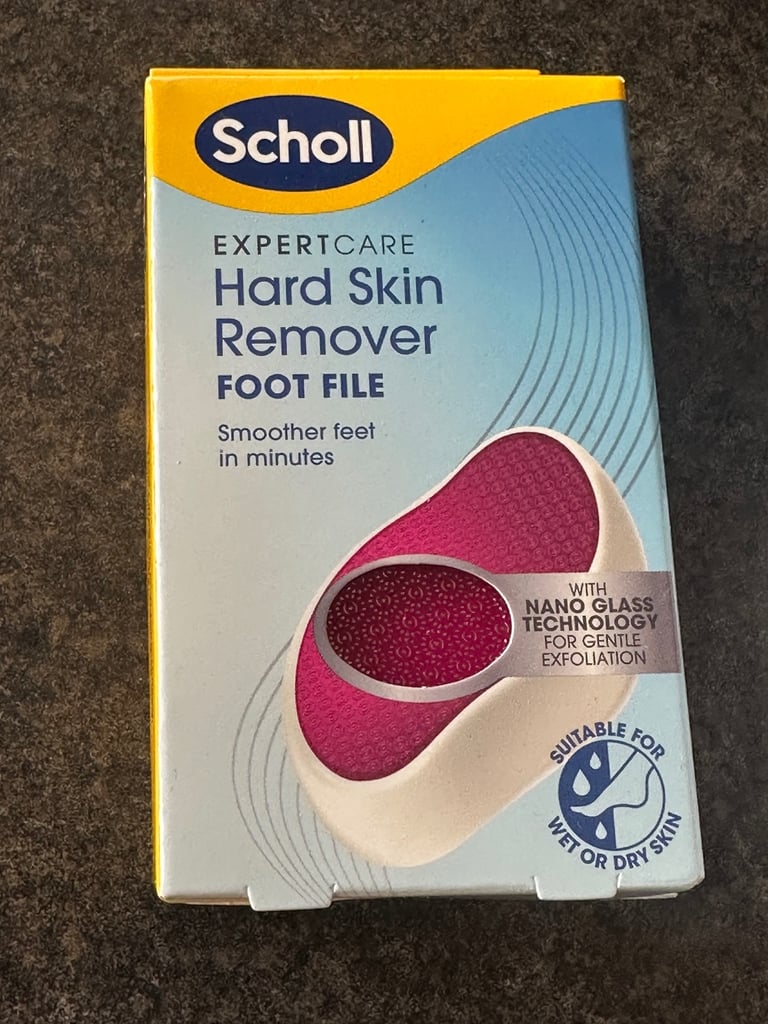 Scholl
EXPERTCARE
Hard Skin
Remover
FOOT FILE
Smoother feet
in minutes
WITH
NANO GLASS
TECHNOLOGY
FOR GENTLE
EXFOLIATION
SUITABLE FOR
WET OR DRY SKIN